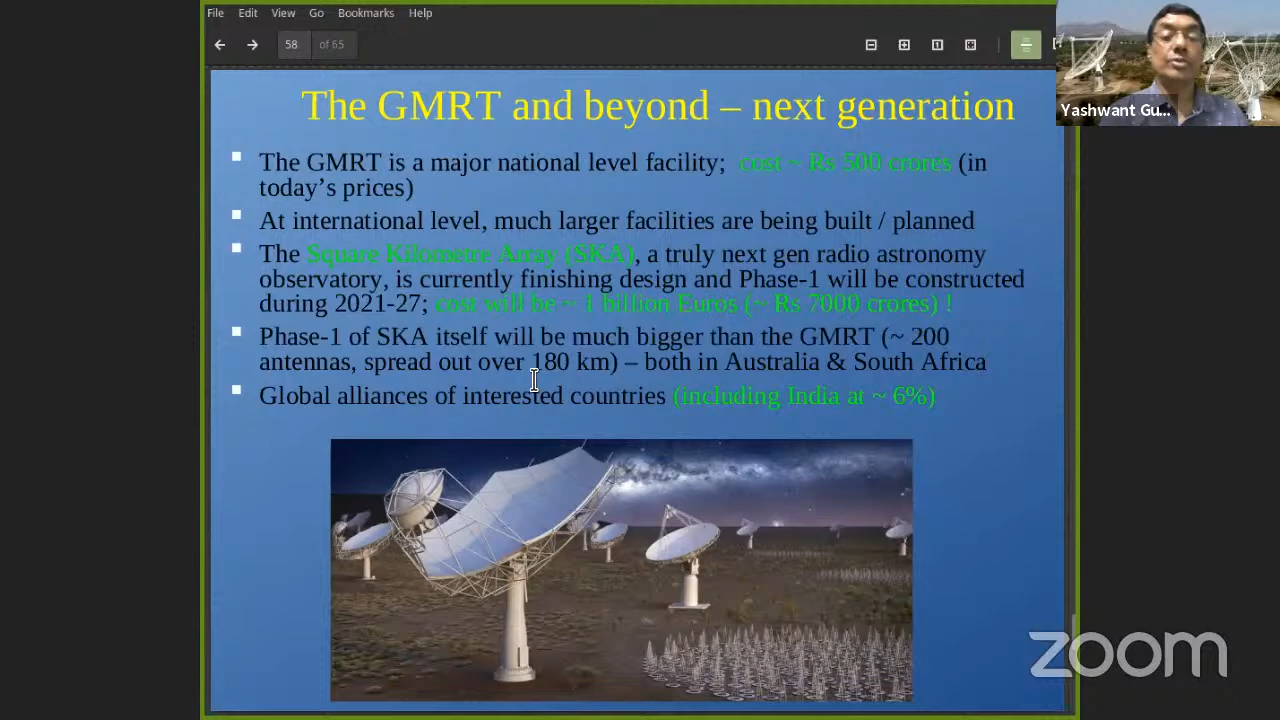 File Edit View Go Bookmarks Help
58 of 65
Yashwant Gu...
The GMRT and beyond – next generation
The GMRT is a major national level facility; cost ~ Rs 500 crores (in
today's prices)
At international level, much larger facilities are being built / planned
The Square Kilometre Array (SKA), a truly next gen radio astronomy
observatory, is currently finishing design and Phase-1 will be constructed
during 2021-27; cost will be ~ 1 billion Euros (~ Rs 7000 crores) !
Phase-1 of SKA itself will be much bigger than the GMRT (~ 200
antennas, spread out over 180 km) – both in Australia & South Africa
Global alliances of interested countries (including India at ~ 6%)
zoom